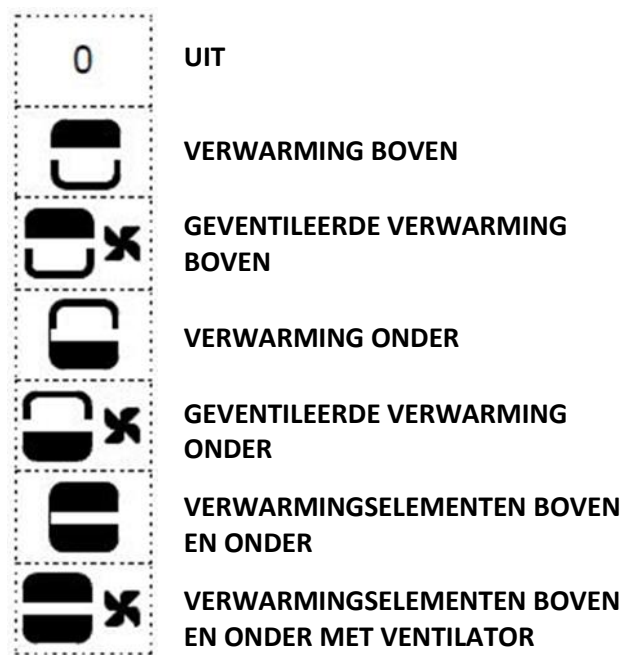 0 UIT
VERWARMING BOVEN
GEVENTILEERDE VERWARMING
BOVEN
VERWARMING ONDER
GEVENTILEERDE VERWARMING
ONDER
VERWARMINGSELEMENTEN BOVEN
EN ONDER
VERWARMINGSELEMENTEN BOVEN
EN ONDER MET VENTILATOR